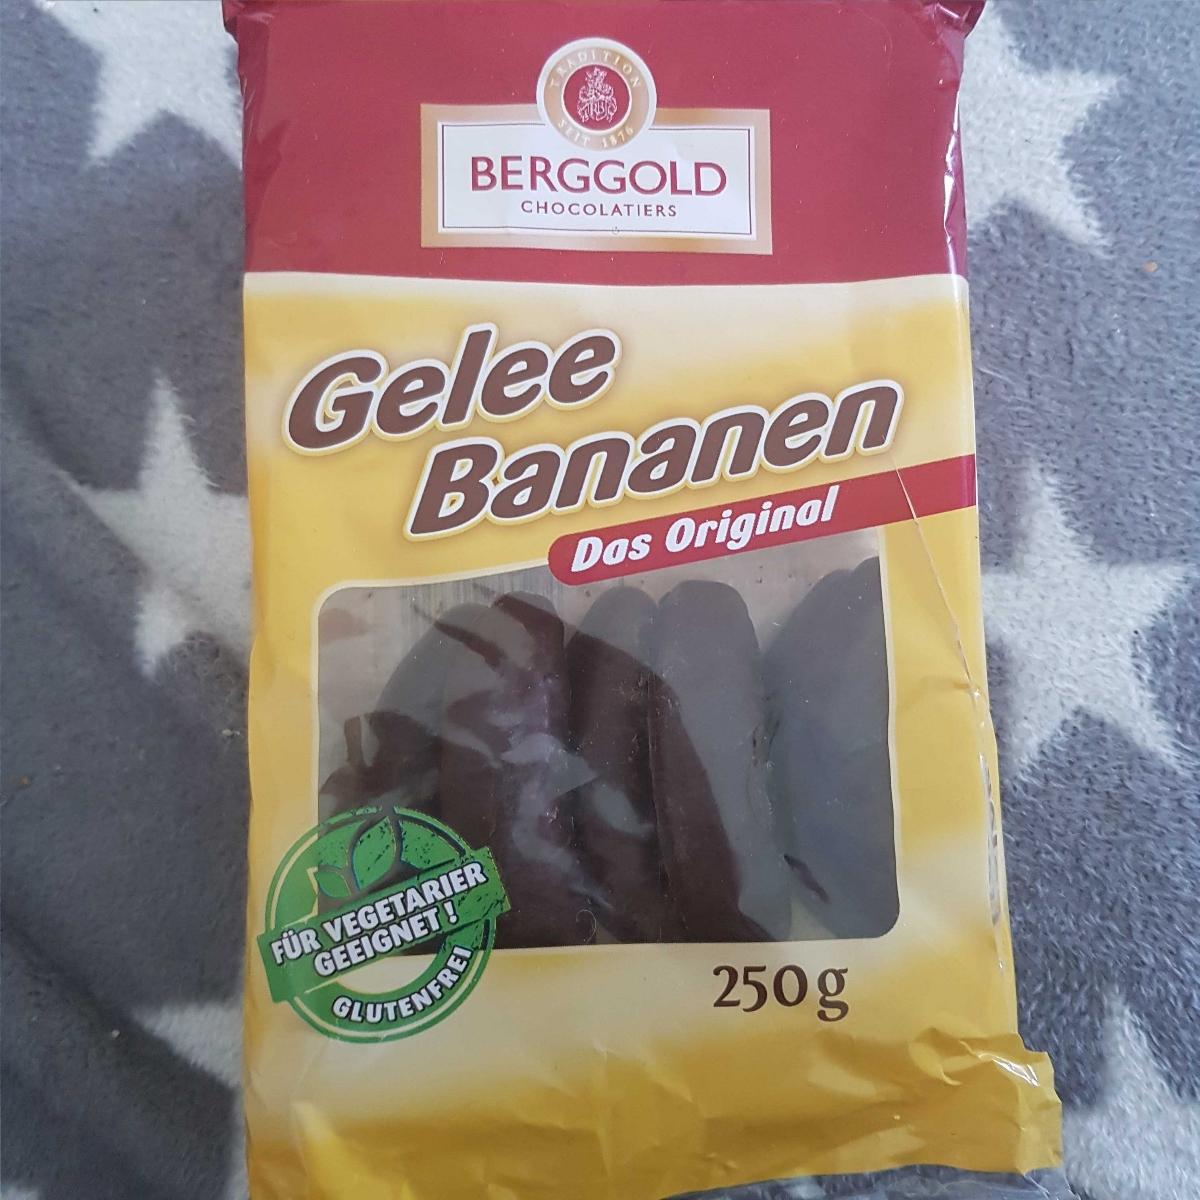 TRADITION
SEIT 1876
BERGGOLD
CHOCOLATIERS
Gelee
Bananen
Das Original
FÜR VEGETARIER
GEEIGNET!
GLUTENFREI
250g